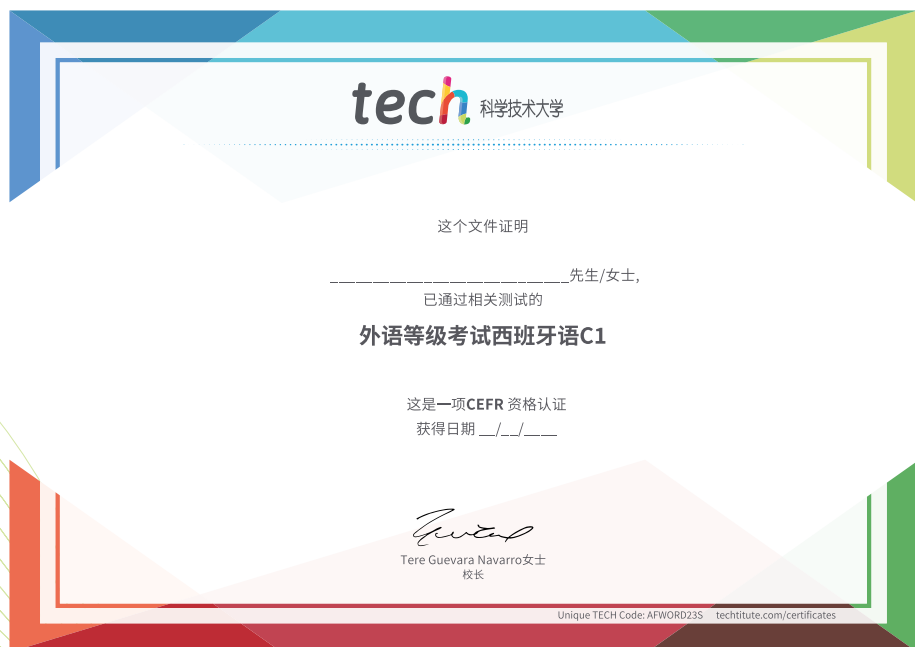 tech 科学技术大学
这个文件证明
____________________________先生/女士,
已通过相关测试的
外语等级考试西班牙语C1
这是一项CEFR 资格认证
获得日期 __/__/____
Tere Guevara Navarro女士
校长
Unique TECH Code: AFWORD23S techtitute.com/certificates